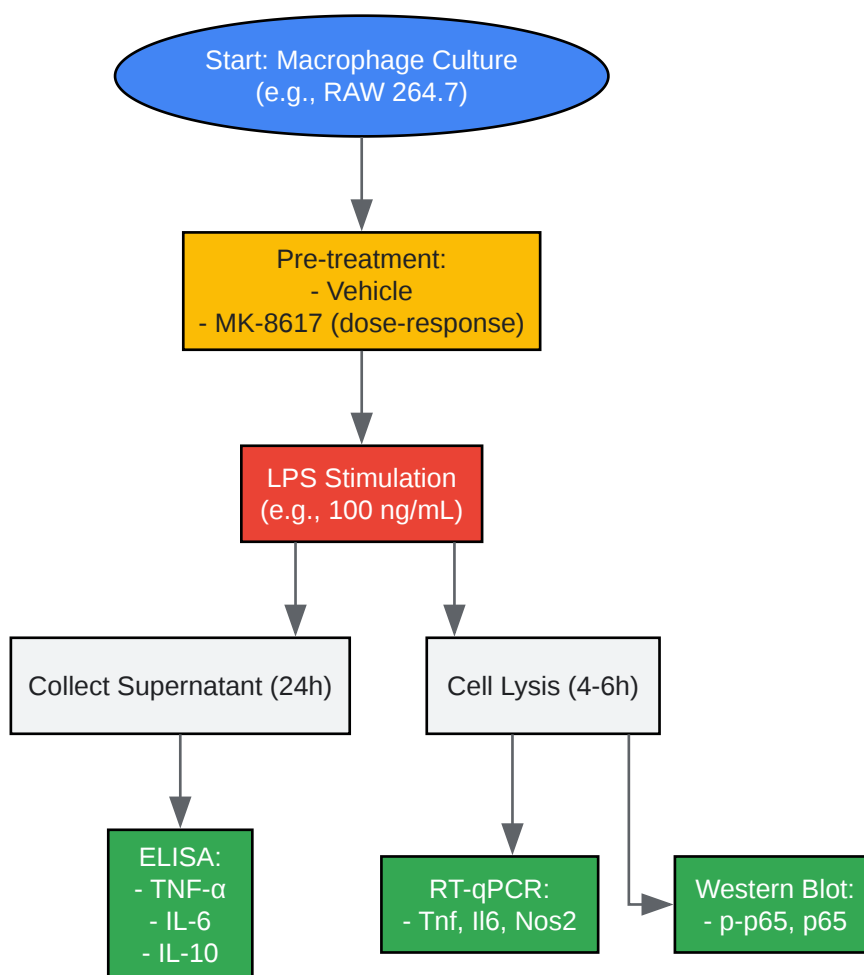 Start: Macrophage Culture
(e.g., RAW 264.7)
Pre-treatment:
- Vehicle
- MK-8617 (dose-response)
LPS Stimulation
(e.g., 100 ng/mL)
Collect Supernatant (24h)
Cell Lysis (4-6h)
ELISA:
- TNF-α
- IL-6
- IL-10
RT-qPCR:
- Tnf, Il6, Nos2
Western Blot:
- p-p65, p65